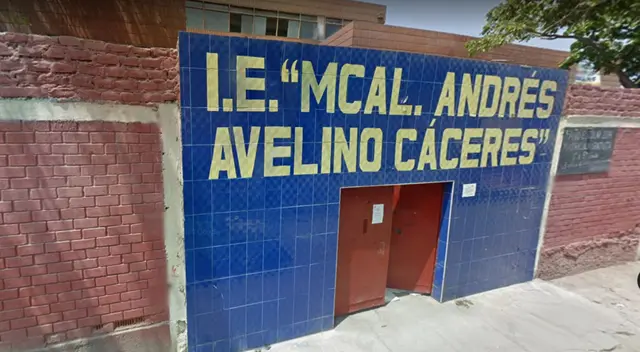 I.E. “MCAL. ANDRÉS
AVELINO CÁCERES”